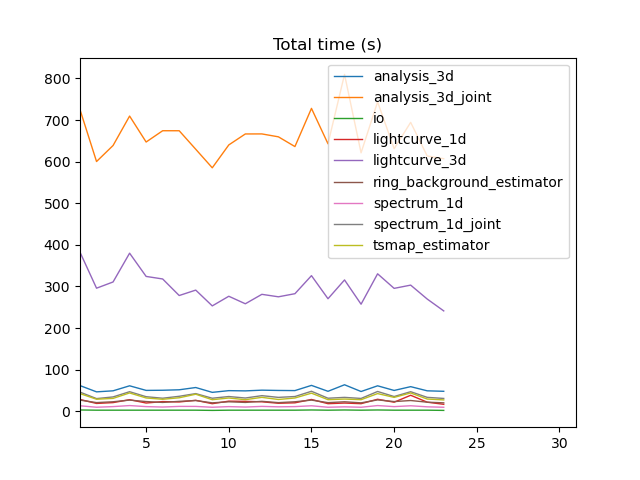 Total time (s)
800
700
600
500
400
300
200
100
0
analysis_3d
analysis_3d_joint
io
lightcurve_1d
lightcurve_3d
ring_background_estimator
spectrum_1d
spectrum_1d_joint
tsmap_estimator
5 10 15 20 25 30